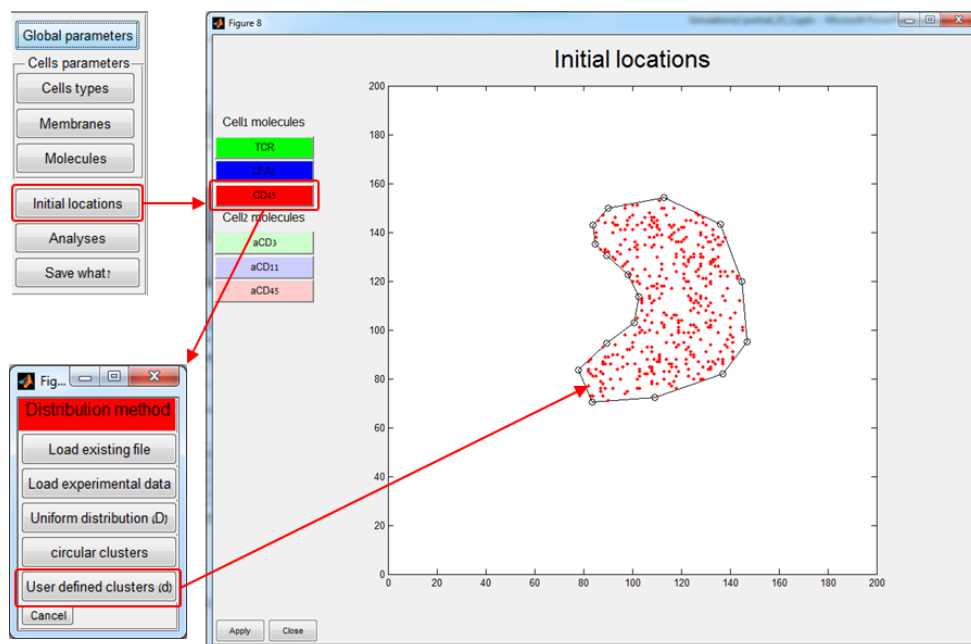 Global parameters
Cells parameters
Cells types
Membranes
Molecules
Initial locations
Analyses
Save what?
Figure 8
Initial locations
Cell1 molecules
TCR
LFA1
CD45
Cell2 molecules
aCD3
aCD11
aCD45
200
180
160
140
120
100
80
60
40
20
0
0 20 40 60 80 100 120 140 160 180 200
Apply Close
Fig...
Distribution method
Load existing file
Load experimental data
Uniform distribution (D)
circular clusters
User defined clusters (d)
Cancel